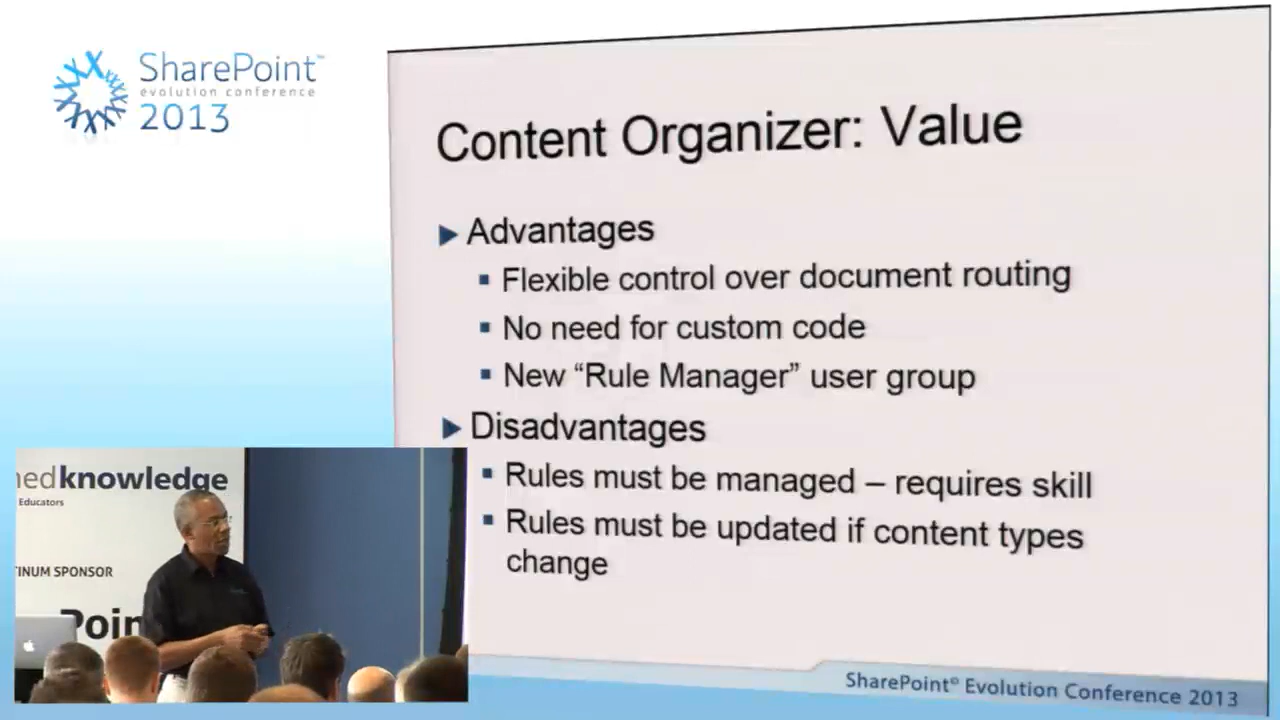 SharePoint™
evolution conference
2013
Content Organizer: Value
Advantages
Flexible control over document routing
No need for custom code
New “Rule Manager” user group
Disadvantages
Rules must be managed – requires skill
Rules must be updated if content types
change
knowledge
Educators
SPONSOR
SharePoint® Evolution Conference 2013